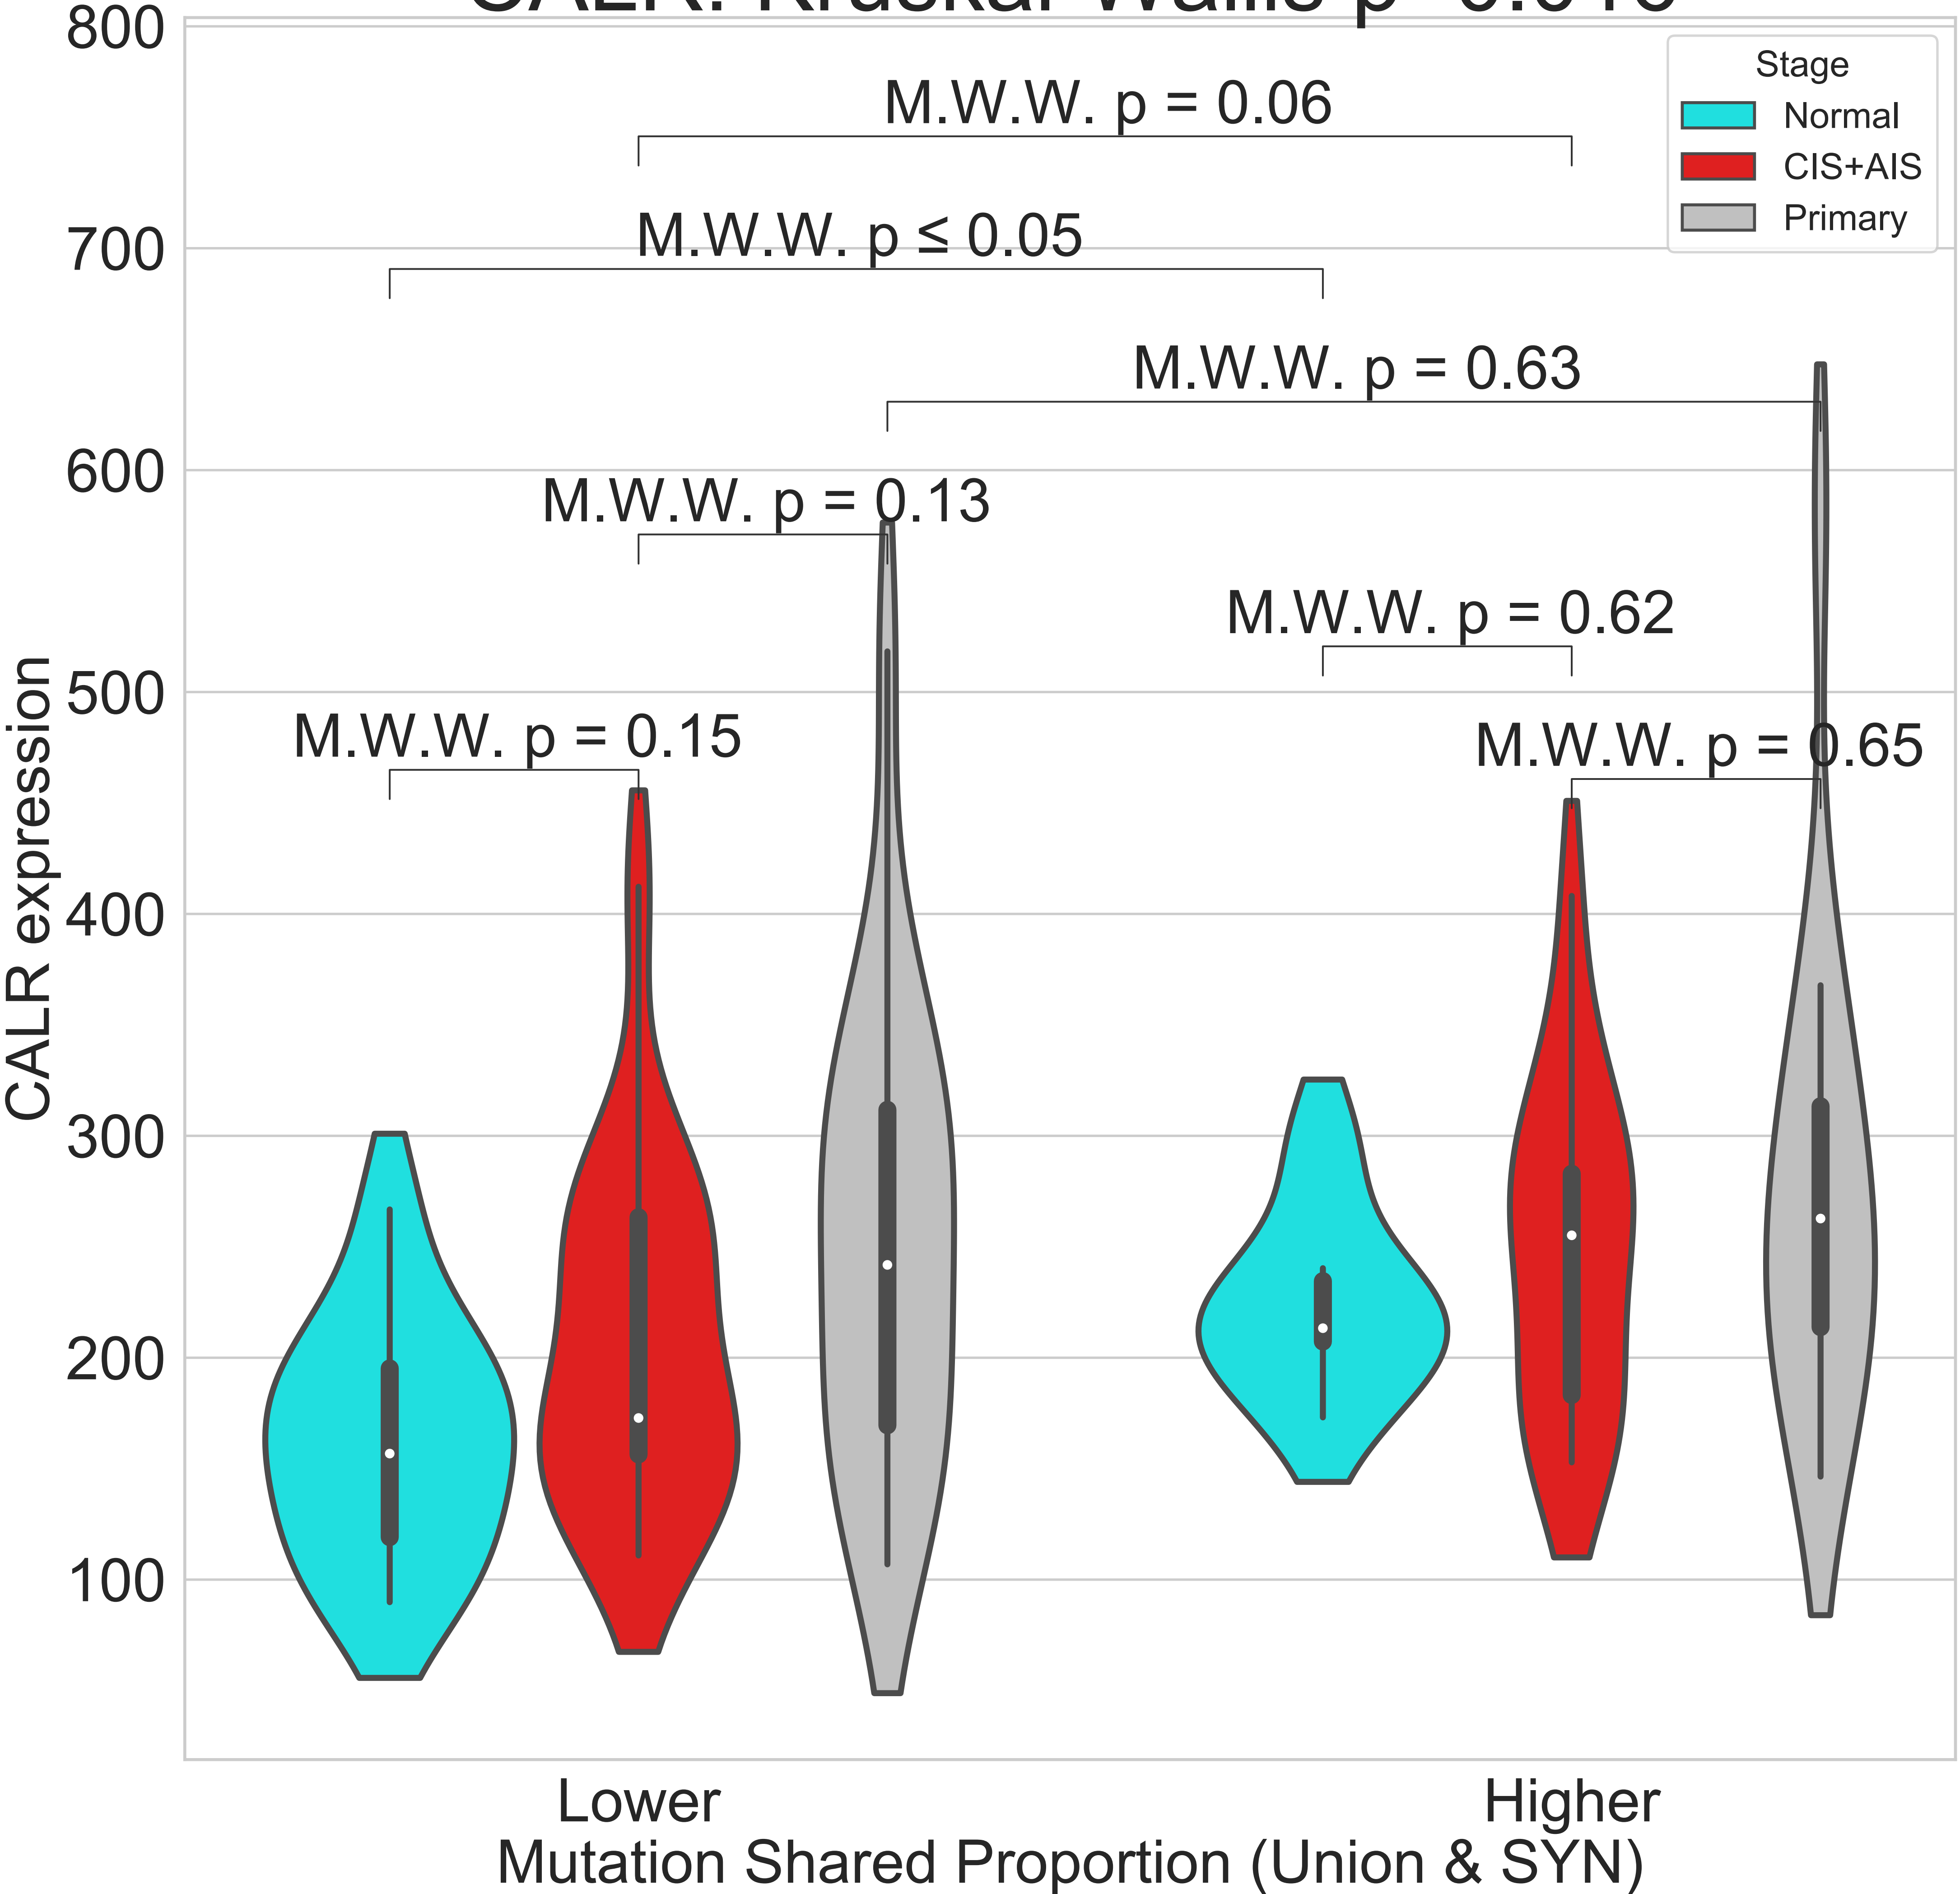 800
Stage
Normal
CIS+AIS
Primary
M.W.W. p = 0.06
700
M.W.W. p ≤ 0.05
M.W.W. p = 0.63
600
M.W.W. p = 0.13
M.W.W. p = 0.62
500
M.W.W. p = 0.15
M.W.W. p = 0.65
CALR expression
400
300
200
100
Lower
Higher
Mutation Shared Proportion (Union & SYN)